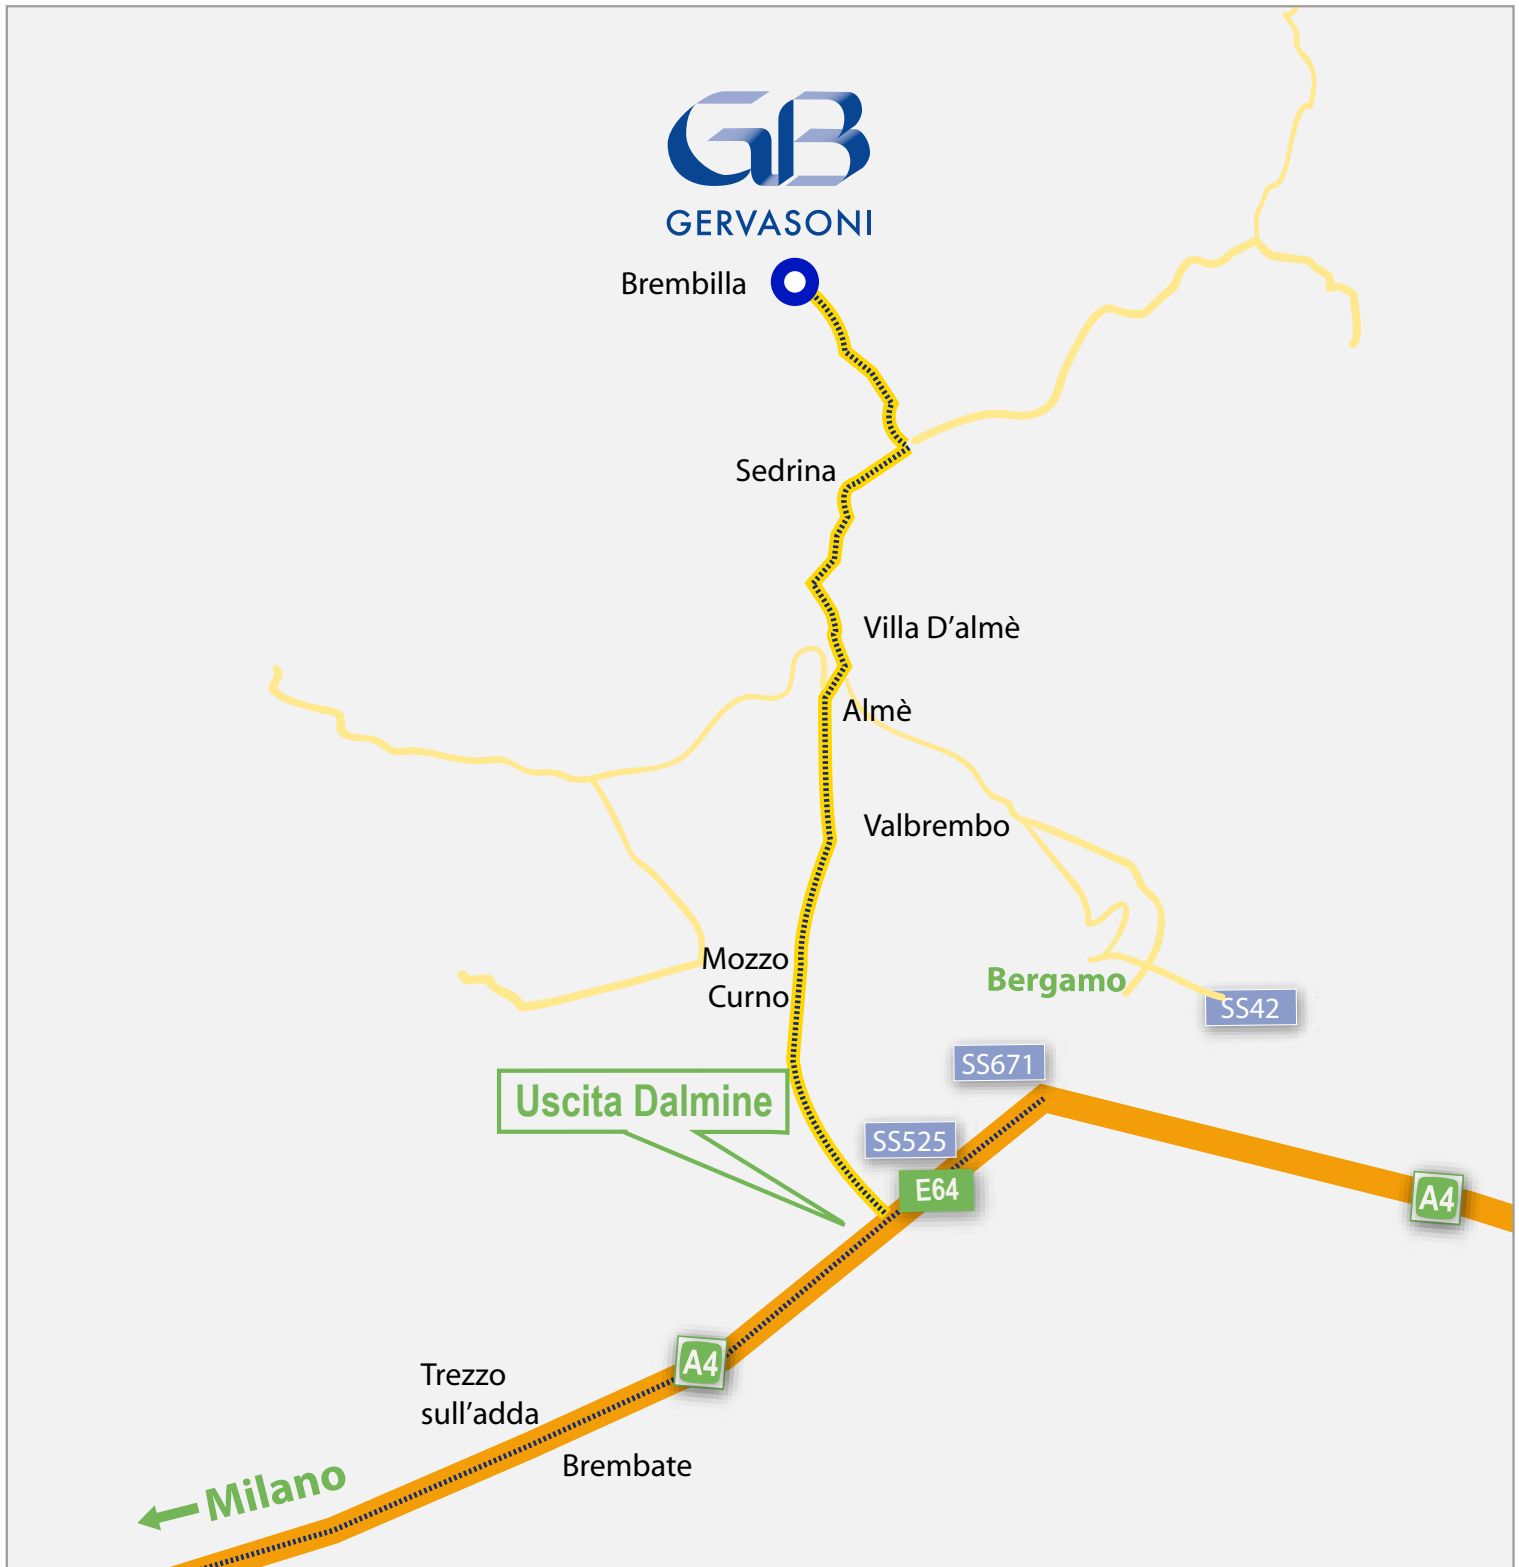 GB
GERVASONI
Brembilla
Sedrina
Villa D'almè
Almè
Valbrembo
Mozzo
Curno
Bergamo
SS42
SS671
Uscita Dalmine
SS525
E64
A4
A4
Trezzo
sull'adda
Brembate
Milano